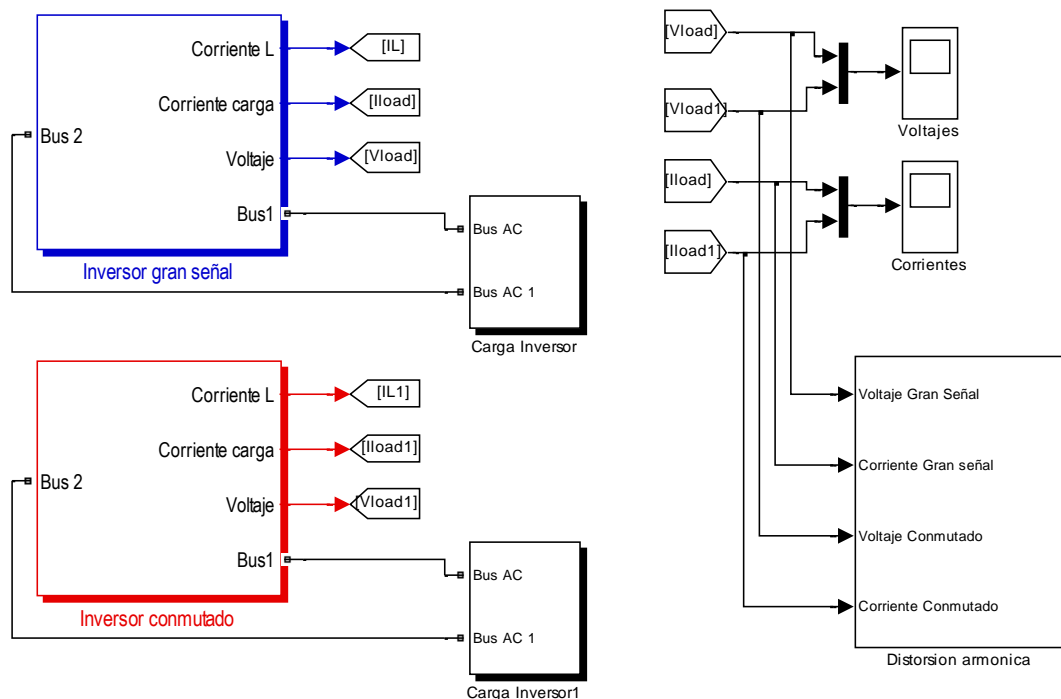 Corriente L
[IL]
Corriente carga
[Iload]
Bus 2
Voltaje
[Vload]
Bus1
Inversor gran señal
Bus AC
Bus AC 1
Carga Inversor
Corriente L
[IL1]
Corriente carga
[Iload1]
Bus 2
Voltaje
[Vload1]
Bus1
Inversor conmutado
Bus AC
Bus AC 1
Carga Inversor1
[Vload]
[Vload1]
Voltajes
[Iload]
[Iload1]
Corrientes
Voltaje Gran Señal
Corriente Gran señal
Voltaje Conmutado
Corriente Conmutado
Distorsion armonica